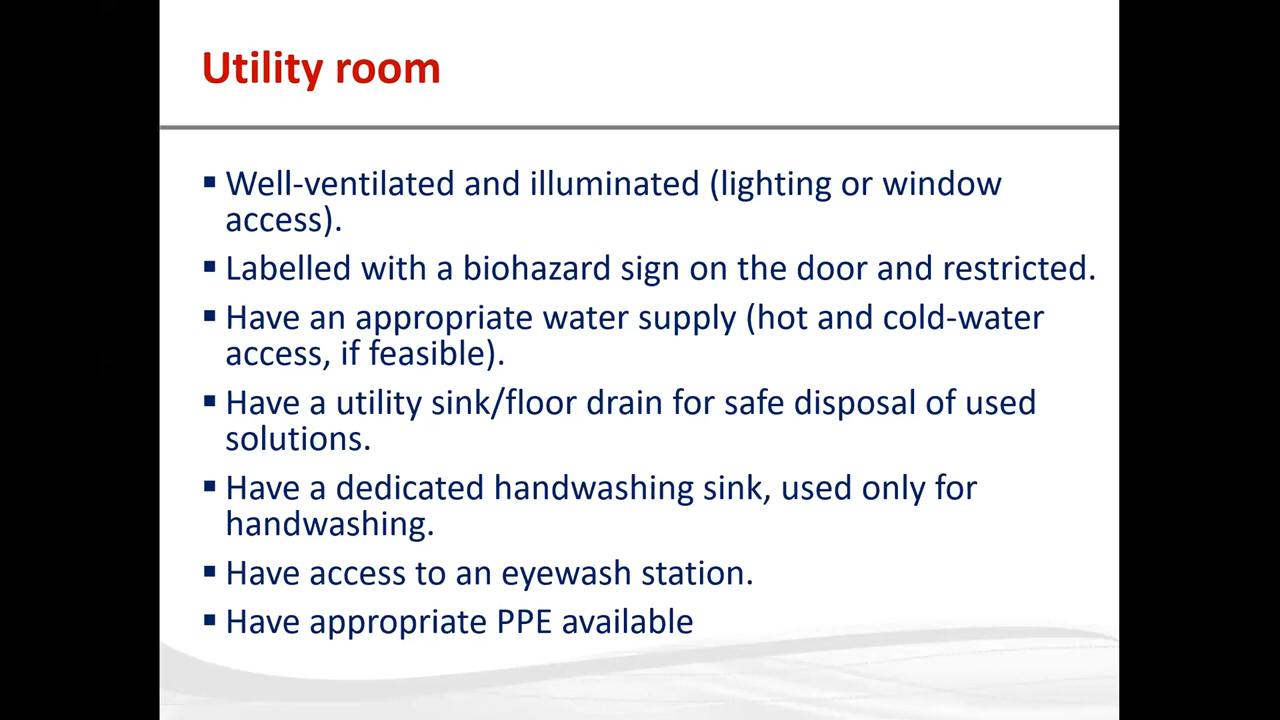 Utility room
▪ Well-ventilated and illuminated (lighting or window
access).
▪ Labelled with a biohazard sign on the door and restricted.
▪ Have an appropriate water supply (hot and cold-water
access, if feasible).
▪ Have a utility sink/floor drain for safe disposal of used
solutions.
▪ Have a dedicated handwashing sink, used only for
handwashing.
▪ Have access to an eyewash station.
▪ Have appropriate PPE available